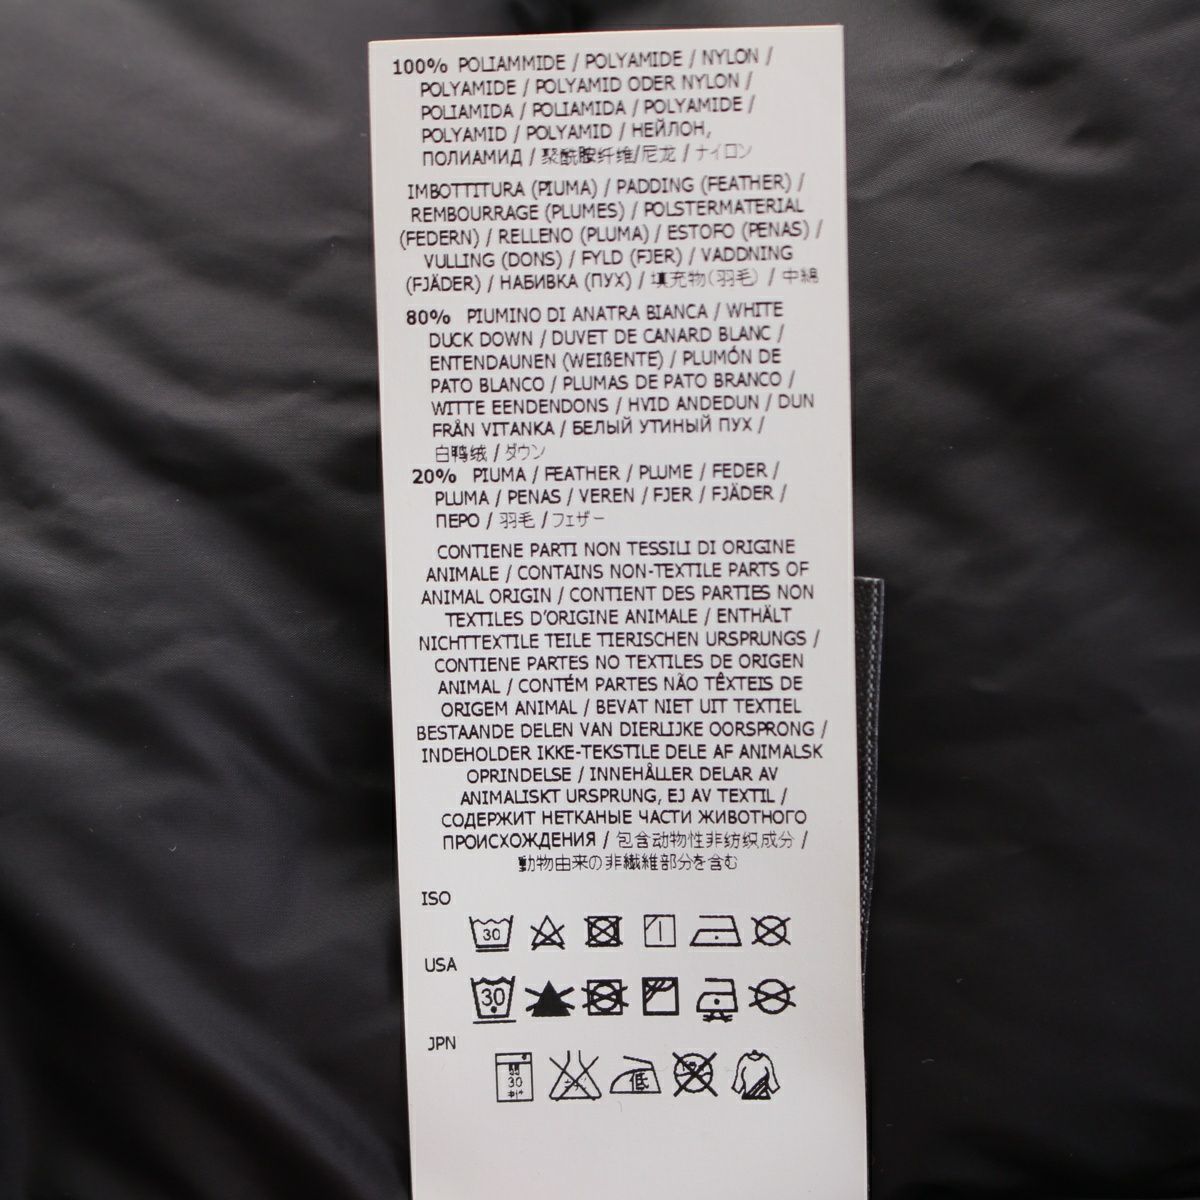 100% POLIAMMIDE / POLYAMIDE / NYLON /
POLYAMIDE / POLYAMID ODER NYLON /
POLIAMIDA / POLIAMIDA / POLYAMIDE /
POLYAMID / POLYAMID / НЕЙЛОН,
ПОЛИАМИД / 聚酰胺纤维/尼龙 / ナイロン
IMBOTTITURA (PIUMA) / PADDING (FEATHER) /
REMBOURRAGE (PLUMES) / POLSTERMATERIAL
(FEDERN) / RELLENO (PLUMA) / ESTOFO (PENAS) /
VULLING (DONS) / FYLD (FJER) / VADDNING
(FJÄDER) / НАБИВКА (ПУХ) / 填充物(羽毛) / 中綿
80% PIUMINO DI ANATRA BIANCA / WHITE
DUCK DOWN / DUVET DE CANARD BLANC /
ENTENDAUNEN (WEIßENTE) / PLUMÓN DE
PATO BLANCO / PLUMAS DE PATO BRANCO /
WITTE EENDENDONS / HVID ANDEDUN / DUN
FRÅN VITANKA / БЕЛЫЙ УТИНЫЙ ПУХ /
白鸭绒 / ダウン
20% PIUMA / FEATHER / PLUME / FEDER /
PLUMA / PENAS / VEREN / FJER / FJÄDER /
ПЕРО / 羽毛 / フェザー
CONTIENE PARTI NON TESSILI DI ORIGINE
ANIMALE / CONTAINS NON-TEXTILE PARTS OF
ANIMAL ORIGIN / CONTIENT DES PARTIES NON
TEXTILES D'ORIGINE ANIMALE / ENTHÄLT
NICHTTEXTILE TEILE TIERISCHEN URSPRUNGS /
CONTIENE PARTES NO TEXTILES DE ORIGEN
ANIMAL / CONTÉM PARTES NÃO TÊXTEIS DE
ORIGEM ANIMAL / BEVAT NIET UIT TEXTIEL
BESTAANDE DELEN VAN DIERLIJKE OORSPRONG /
INDEHOLDER IKKE-TEKSTILE DELE AF ANIMALSK
OPRINDELSE / INNEHÅLLER DELAR AV
ANIMALISKT URSPRUNG, EJ AV TEXTIL /
СОДЕРЖИТ НЕТКАНЫЕ ЧАСТИ ЖИВОТНОГО
ПРОИСХОЖДЕНИЯ / 包含动物性非纺织成分 /
動物由来の非繊維部分を含む
ISO
30
USA
30
JPN
弱
30 低